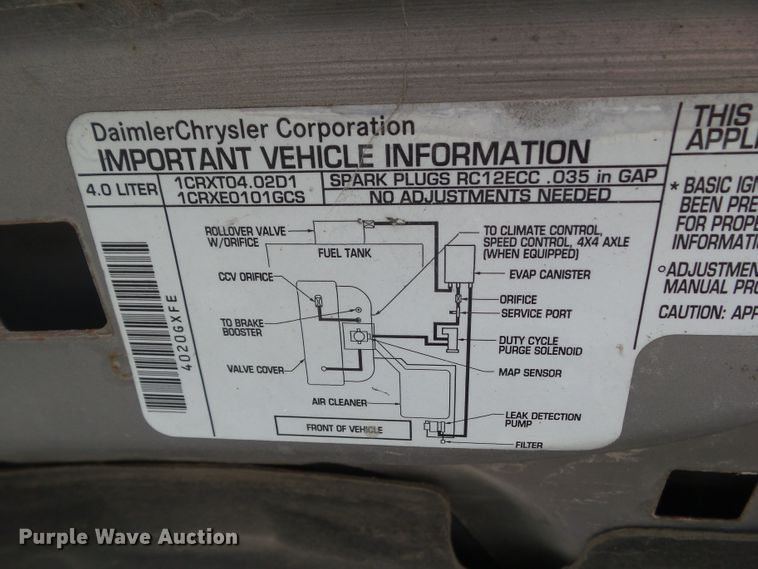 DaimlerChrysler Corporation
IMPORTANT VEHICLE INFORMATION
4.0 LITER
1CRXT04.02D1
1CRXE0101GCS
SPARK PLUGS RC12ECC .035 in GAP
NO ADJUSTMENTS NEEDED
ROLLOVER VALVE
W/ORIFICE
FUEL TANK
TO CLIMATE CONTROL,
SPEED CONTROL, 4X4 AXLE
(WHEN EQUIPPED)
CCV ORIFICE
EVAP CANISTER
ORIFICE
SERVICE PORT
TO BRAKE
BOOSTER
DUTY CYCLE
PURGE SOLENOID
VALVE COVER
MAP SENSOR
AIR CLEANER
LEAK DETECTION
PUMP
FRONT OF VEHICLE
FILTER
4020GXFE
THIS
APPLI
* BASIC IGN
BEEN PRE
FOR PROPE
INFORMATIO
°ADJUSTMEN
MANUAL PRO
CAUTION: APP
Purple Wave Auction